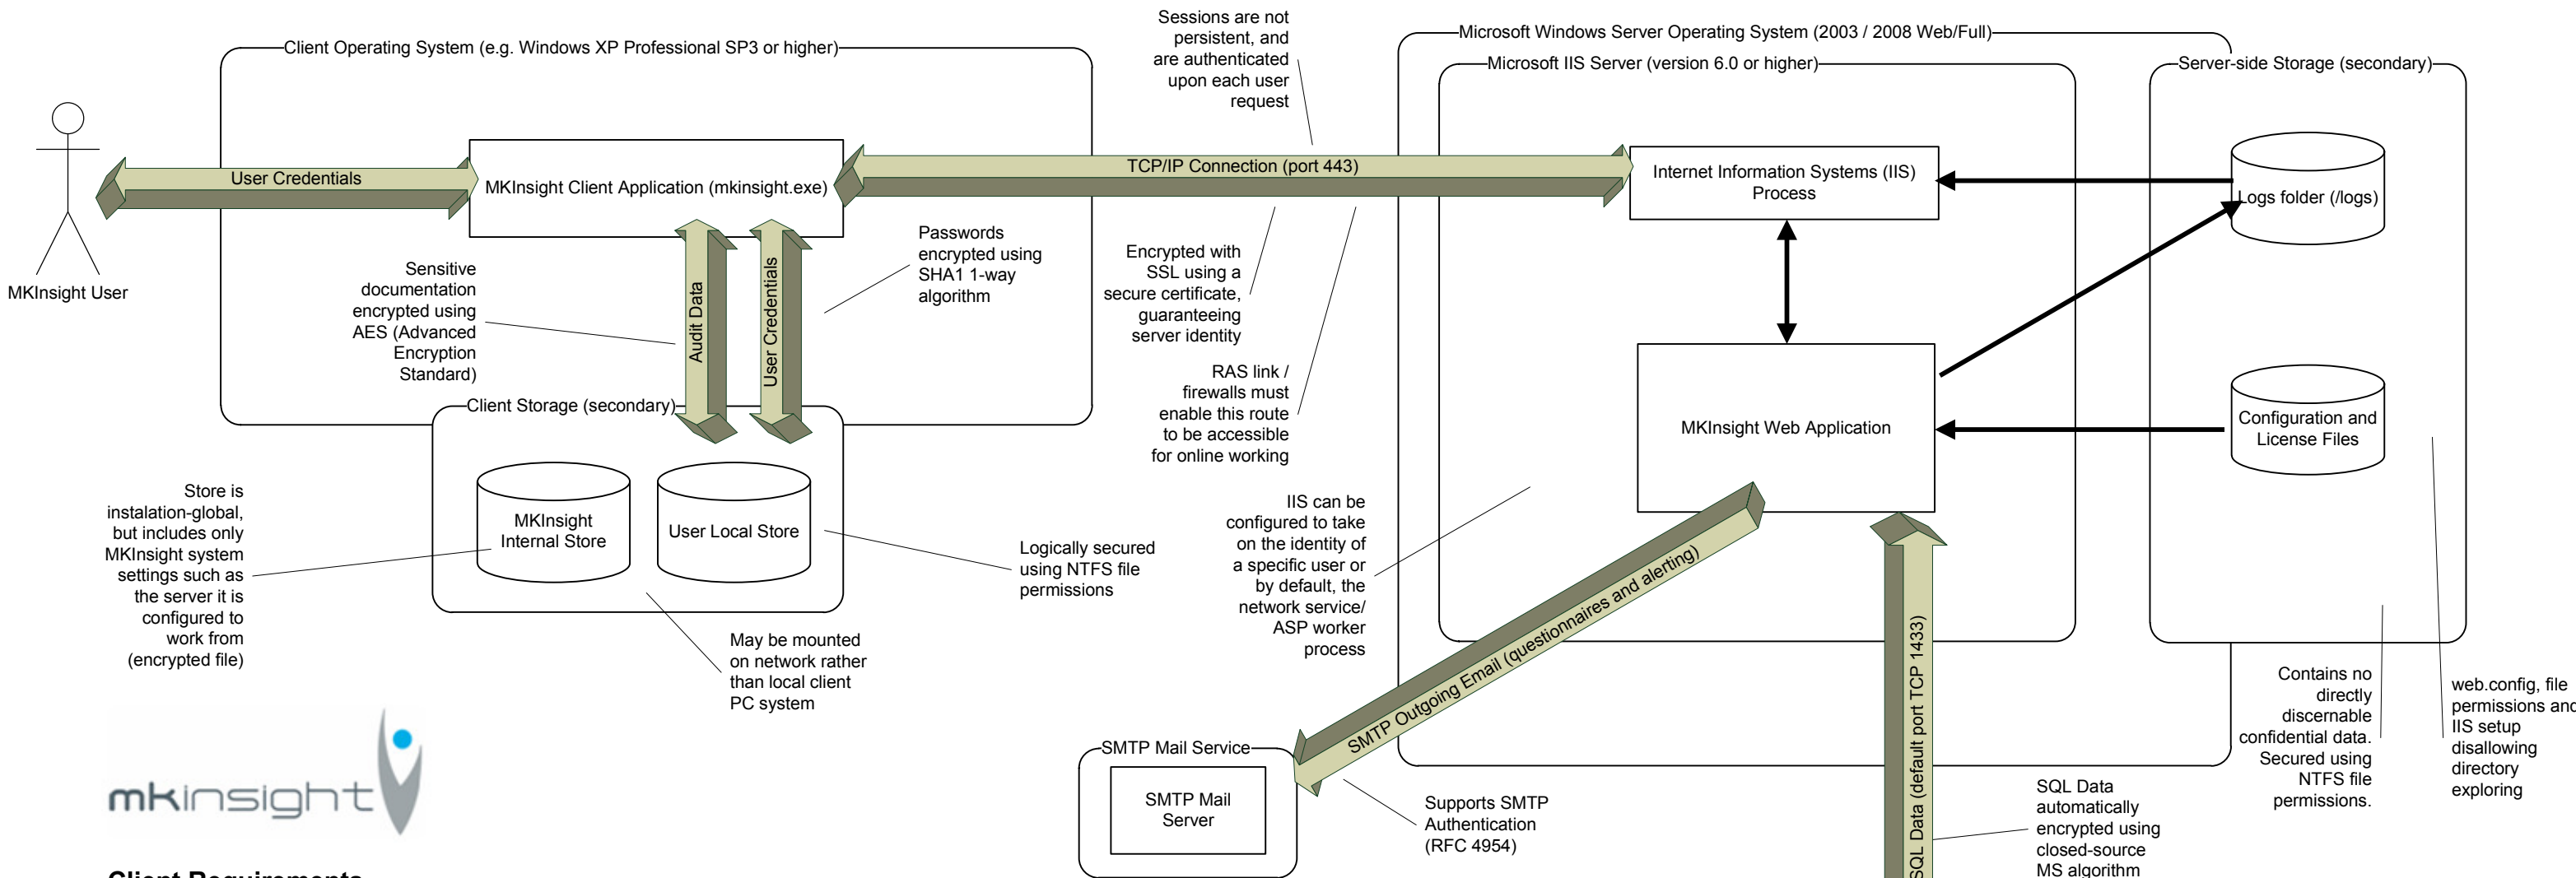 Client Operating System (e.g. Windows XP Professional SP3 or higher)
MKInsight User
User Credentials
MKInsight Client Application (mkinsight.exe)
Sensitive
documentation
encrypted using
AES (Advanced
Encryption
Standard)
Audit Data
User Credentials
Passwords
encrypted using
SHA1 1-way
algorithm
Client Storage (secondary)
MKInsight
Internal Store
User Local Store
Store is
instalation-global,
but includes only
MKInsight system
settings such as
the server it is
configured to
work from
(encrypted file)
Logically secured
using NTFS file
permissions
May be mounted
on network rather
than local client
PC system
Sessions are not
persistent, and
are authenticated
upon each user
request
TCP/IP Connection (port 443)
Encrypted with
SSL using a
secure certificate,
guaranteeing
server identity
RAS link /
firewalls must
enable this route
to be accessible
for online working
IIS can be
configured to take
on the identity of
a specific user or
by default, the
network service/
ASP worker
process
Microsoft Windows Server Operating System (2003 / 2008 Web/Full)
Microsoft IIS Server (version 6.0 or higher)
Internet Information Systems (IIS)
Process
MKInsight Web Application
Server-side Storage (secondary)
Logs folder (/logs)
Configuration and
License Files
Contains no
directly
discernable
confidential data.
Secured using
NTFS file
permissions.
web.config, file
permissions and
IIS setup
disallowing
directory
exploring
SMTP Outgoing Email (questionnaires and alerting)
SMTP Mail Service
SMTP Mail
Server
Supports SMTP
Authentication
(RFC 4954)
SQL Data (default port TCP 1433)
SQL Data
automatically
encrypted using
closed-source
MS algorithm
mkinsight
Client Requirements